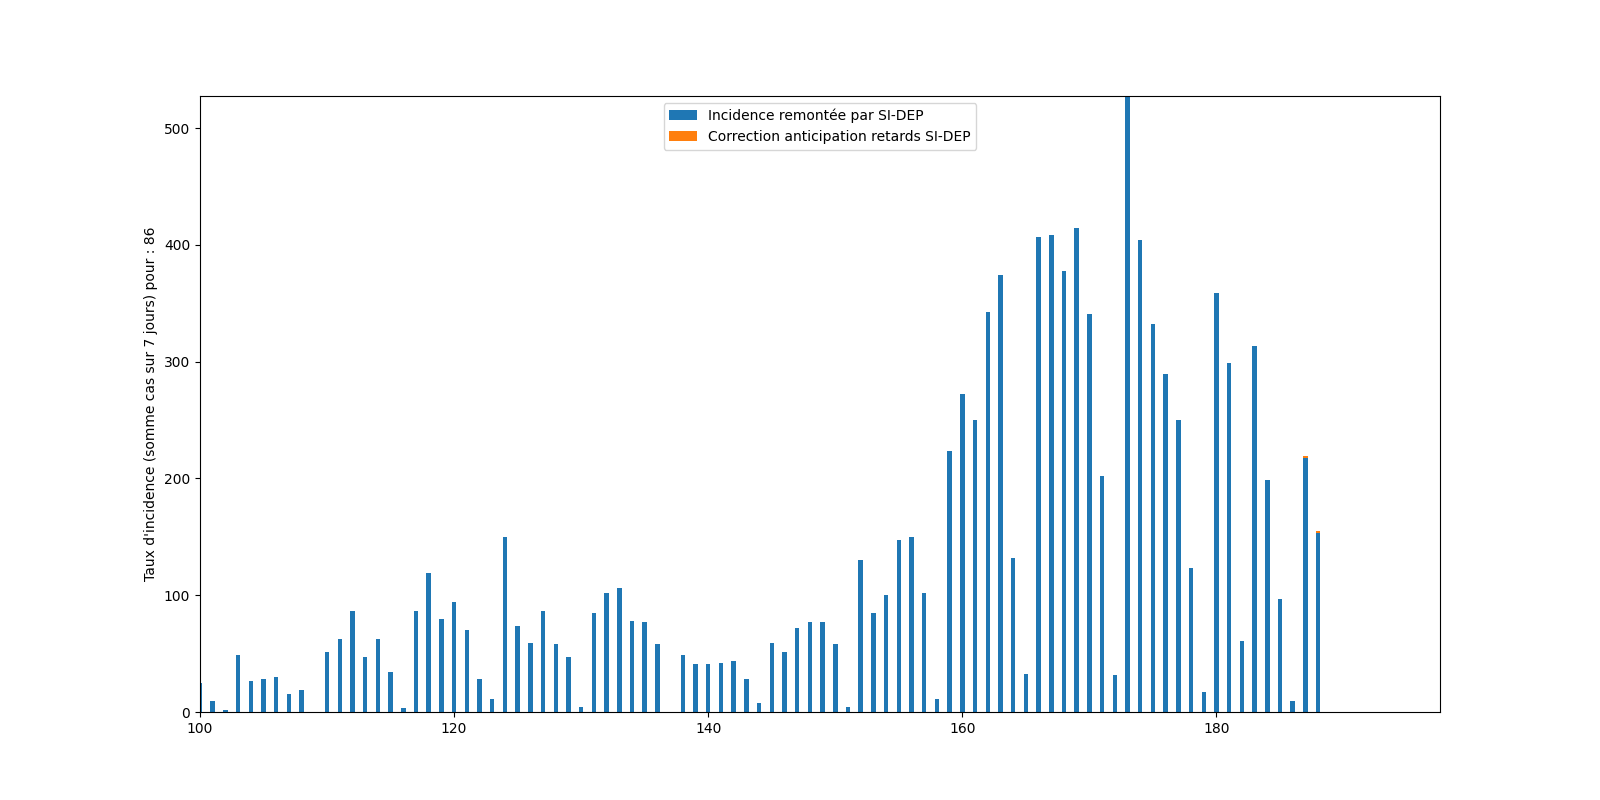 Incidence remontée par SI-DEP
Correction anticipation retards SI-DEP
Taux d'incidence (somme cas sur 7 jours) pour : 86
500
400
300
200
100
0
100 120 140 160 180